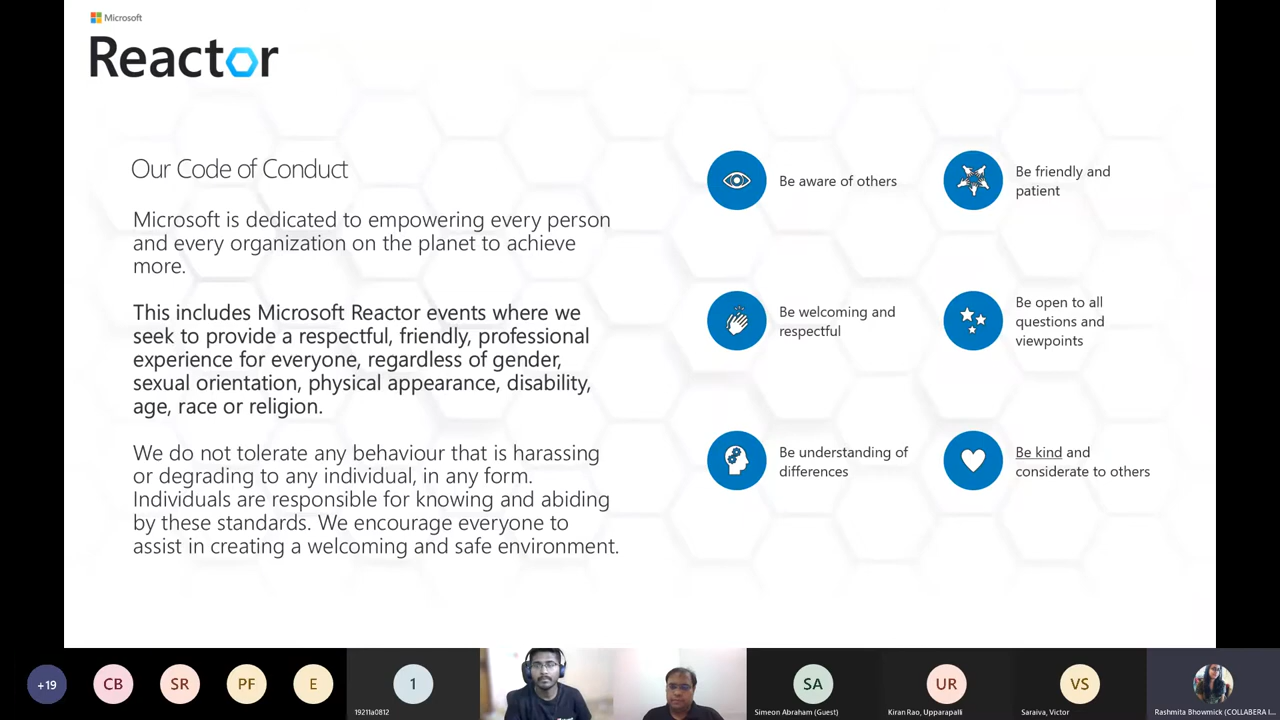 Microsoft
Reactor
Our Code of Conduct
Microsoft is dedicated to empowering every person
and every organization on the planet to achieve
more.
This includes Microsoft Reactor events where we
seek to provide a respectful, friendly, professional
experience for everyone, regardless of gender,
sexual orientation, physical appearance, disability,
age, race or religion.
We do not tolerate any behaviour that is harassing
or degrading to any individual, in any form.
Individuals are responsible for knowing and abiding
by these standards. We encourage everyone to
assist in creating a welcoming and safe environment.
Be aware of others
Be friendly and
patient
Be welcoming and
respectful
Be open to all
questions and
viewpoints
Be understanding of
differences
Be kind and
considerate to others
+19
CB
SR
PF
E
1
19211a0812
SA
Simeon Abraham (Guest)
UR
Kiran Rao, Upparapalli
VS
Saraiva, Victor
Rashmita Bhowmick (COLLABERA I...